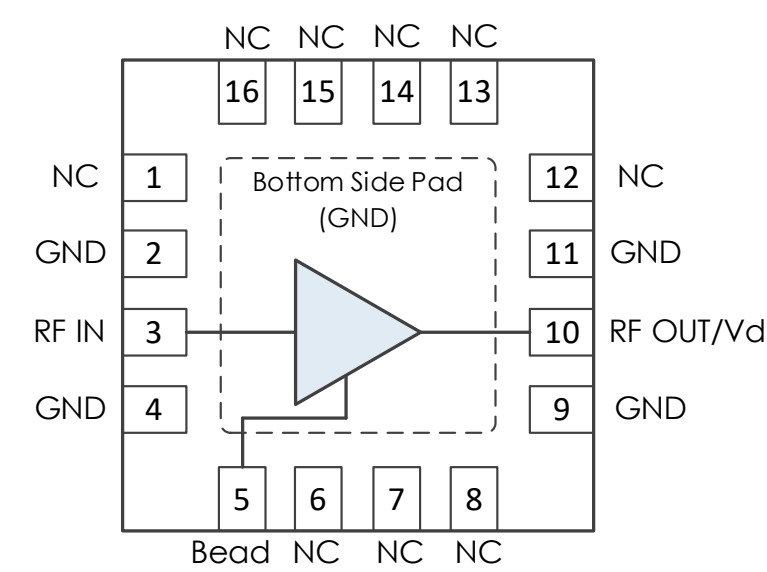 NC NC NC NC
16 15 14 13
NC 1 Bottom Side Pad 12 NC
(GND)
GND 2 11 GND
RF IN 3 10 RF OUT/Vd
GND 4 9 GND
5 6 7 8
Bead NC NC NC